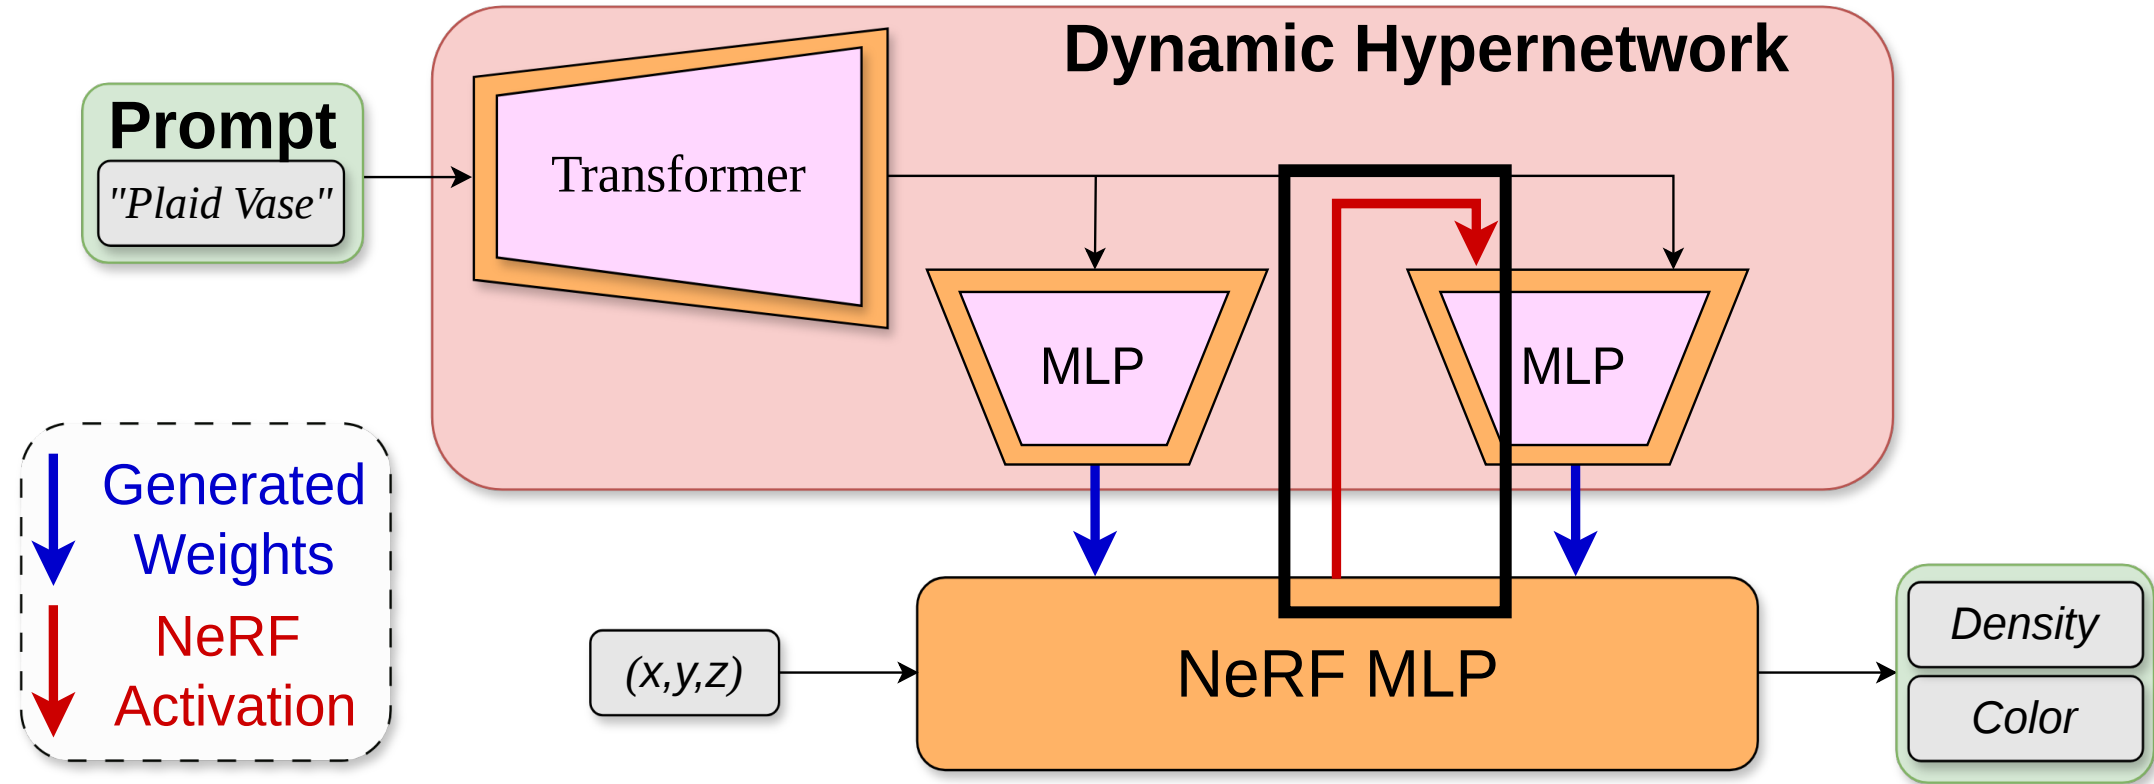 Dynamic Hypernetwork
Prompt
"Plaid Vase"
Transformer
MLP
MLP
Generated
Weights
NeRF
Activation
(x,y,z)
NeRF MLP
Density
Color